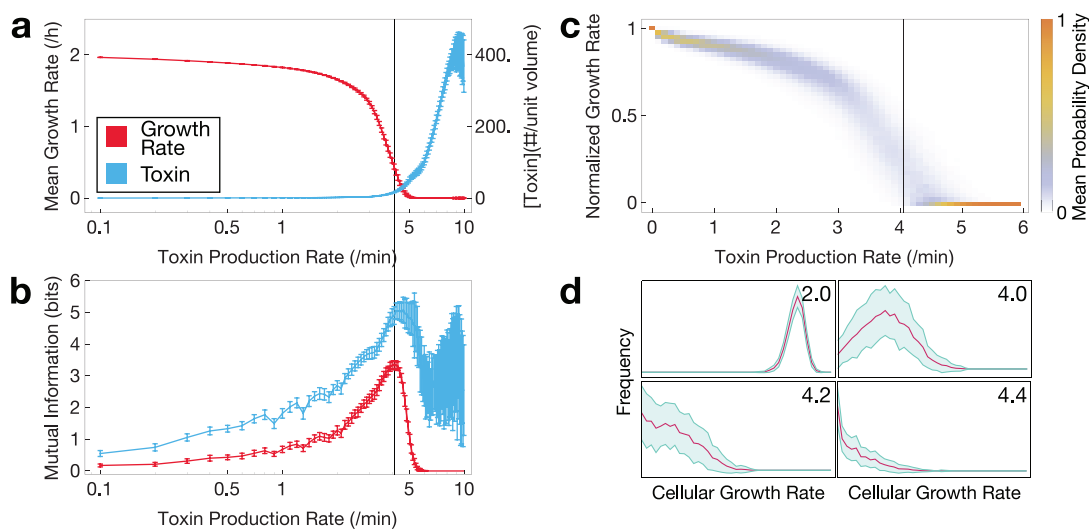 a
Mean Growth Rate (/h)
2
1
0
Growth
Rate
Toxin
400.
200.
0
[Toxin](#/unit volume)
0.1
0.5
1
5
10
Toxin Production Rate (/min)
b
Mutual Information (bits)
6
5
4
3
2
1
0
0.1
0.5
1
5
10
Toxin Production Rate (/min)
c
Normalized Growth Rate
1
0.5
0
0
1
2
3
4
5
6
Toxin Production Rate (/min)
1
0
Mean Probability Density
d
Frequency
2.0
4.0
4.2
4.4
Cellular Growth Rate
Cellular Growth Rate